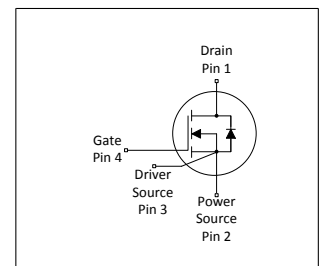 Drain
Pin 1
Gate
Pin 4
Driver
Source
Pin 3
Power
Source
Pin 2